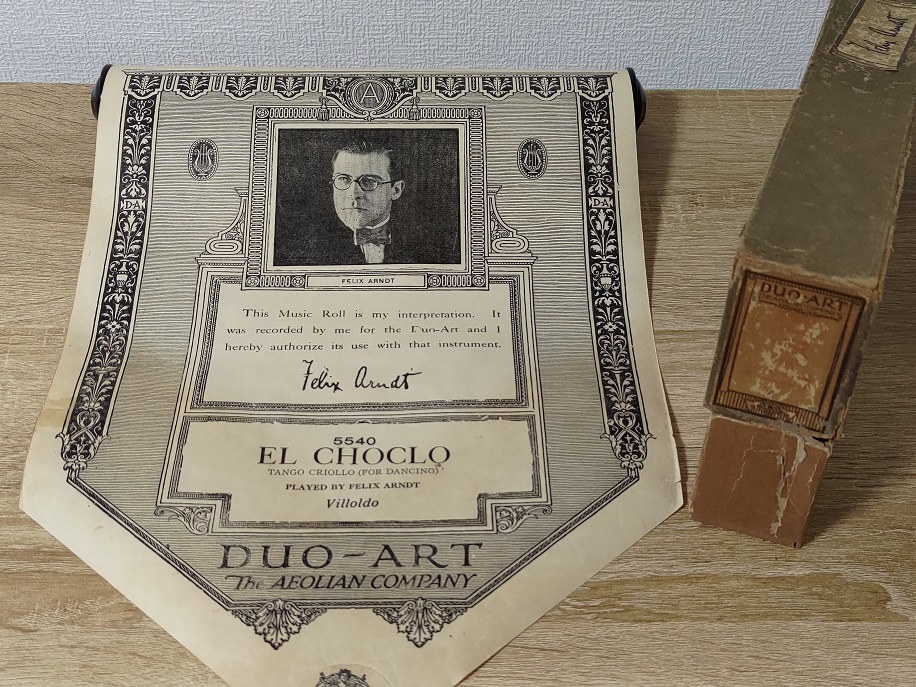 A
DA
DA
FELIX ARNDT
This Music Roll is my interpretation. It
was recorded by me for the Duo-Art and I
hereby authorize its use with that instrument.
Felix Arndt
5540
EL CHOCLO
TANGO CRIOLLO (FOR DANCING)
PLAYED BY FELIX ARNDT
Villoldo
DUO-ART
The AEOLIAN COMPANY
Felix Arndt
DUO-ART